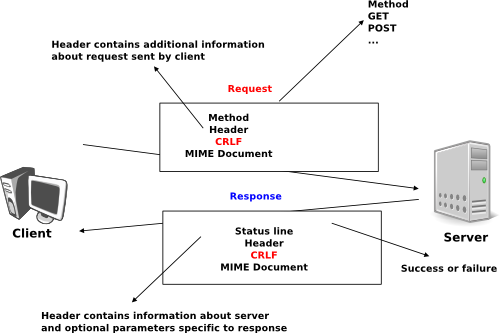 Method
GET
POST
...
Header contains additional information
about request sent by client
Request
Method
Header
CRLF
MIME Document
Client
Response
Server
Status line
Header
CRLF
MIME Document
Success or failure
Header contains information about server
and optional parameters specific to response